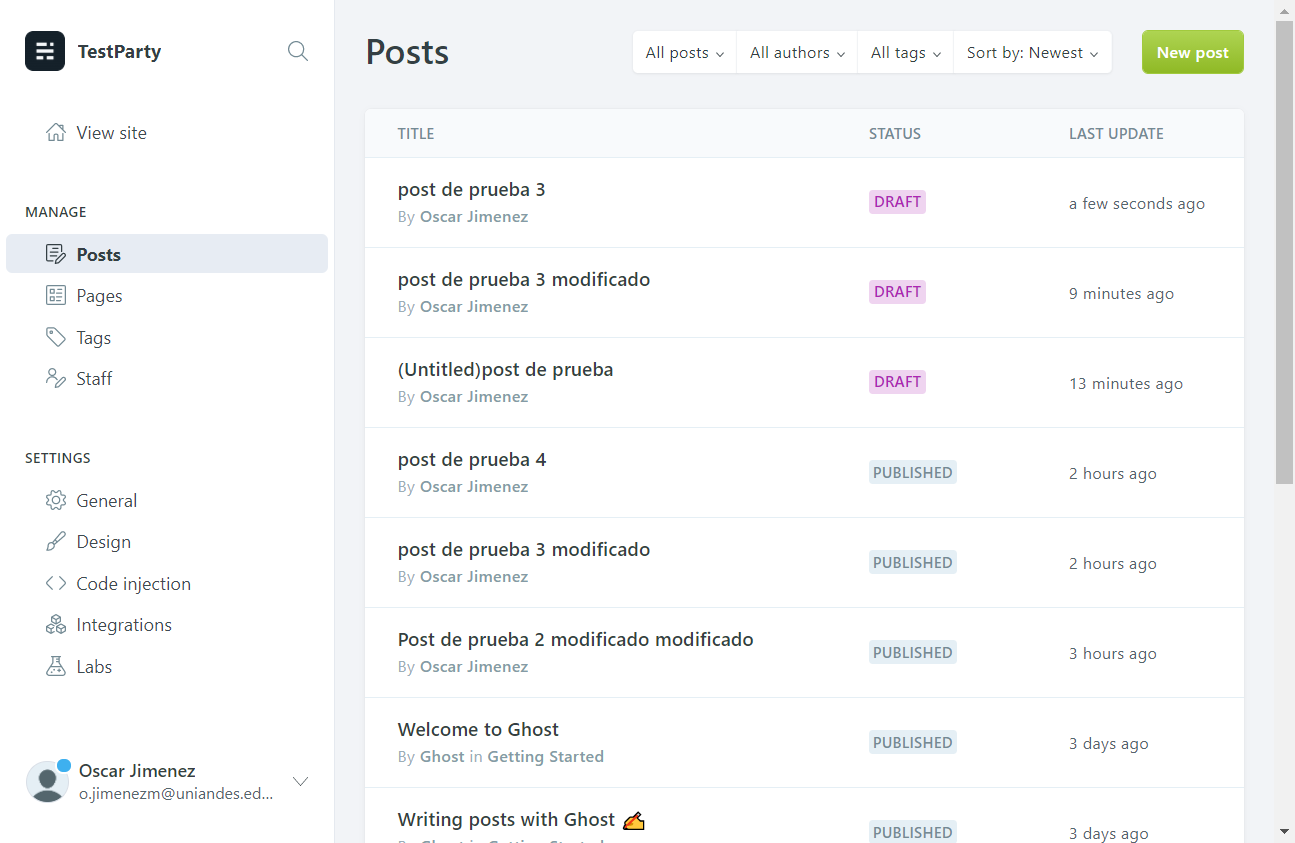 TestParty
View site
MANAGE
Posts
Pages
Tags
Staff
SETTINGS
General
Design
Code injection
Integrations
Labs
Oscar Jimenez
o.jimenezm@uniandes.ed...
Posts
All posts
All authors
All tags
Sort by: Newest
New post
TITLE STATUS LAST UPDATE
post de prueba 3
By Oscar Jimenez
DRAFT
a few seconds ago
post de prueba 3 modificado
By Oscar Jimenez
DRAFT
9 minutes ago
(Untitled)post de prueba
By Oscar Jimenez
DRAFT
13 minutes ago
post de prueba 4
By Oscar Jimenez
PUBLISHED
2 hours ago
post de prueba 3 modificado
By Oscar Jimenez
PUBLISHED
2 hours ago
Post de prueba 2 modificado modificado
By Oscar Jimenez
PUBLISHED
3 hours ago
Welcome to Ghost
By Ghost in Getting Started
PUBLISHED
3 days ago
Writing posts with Ghost ✍️
By Ghost in Getting Started
PUBLISHED
3 days ago